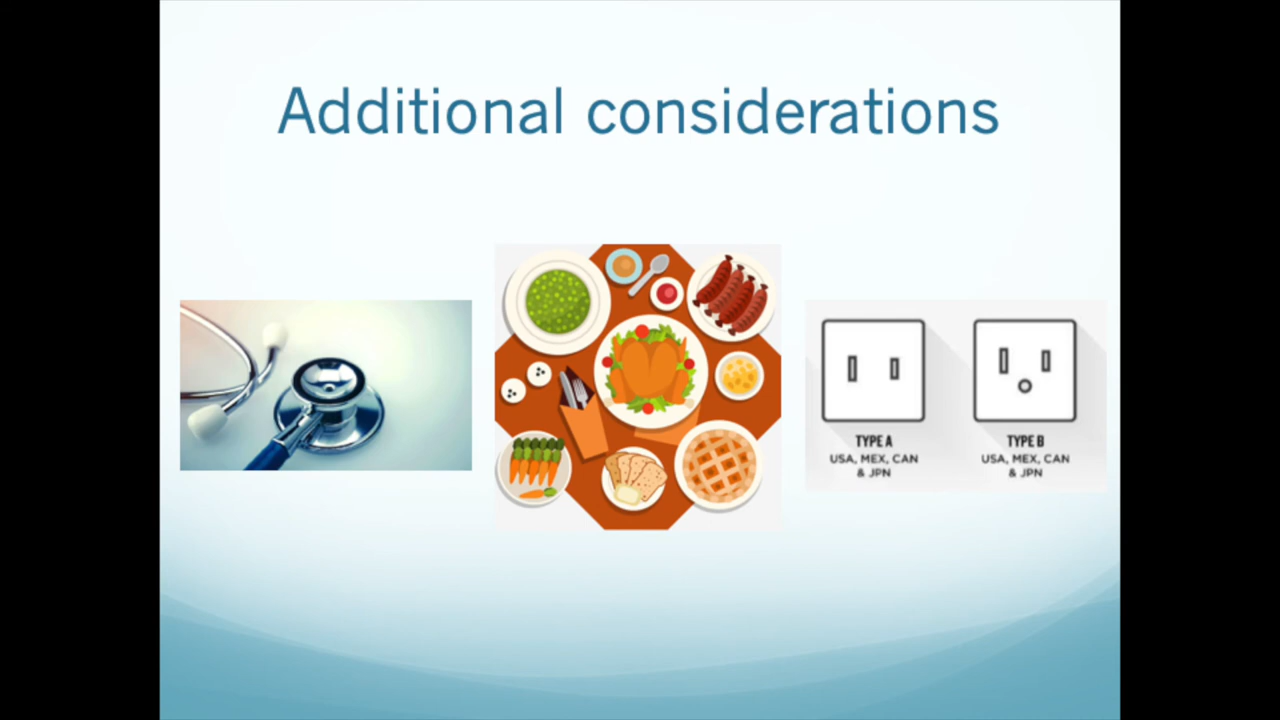 Additional considerations
TYPE A
USA, MEX, CAN
& JPN
TYPE B
USA, MEX, CAN
& JPN